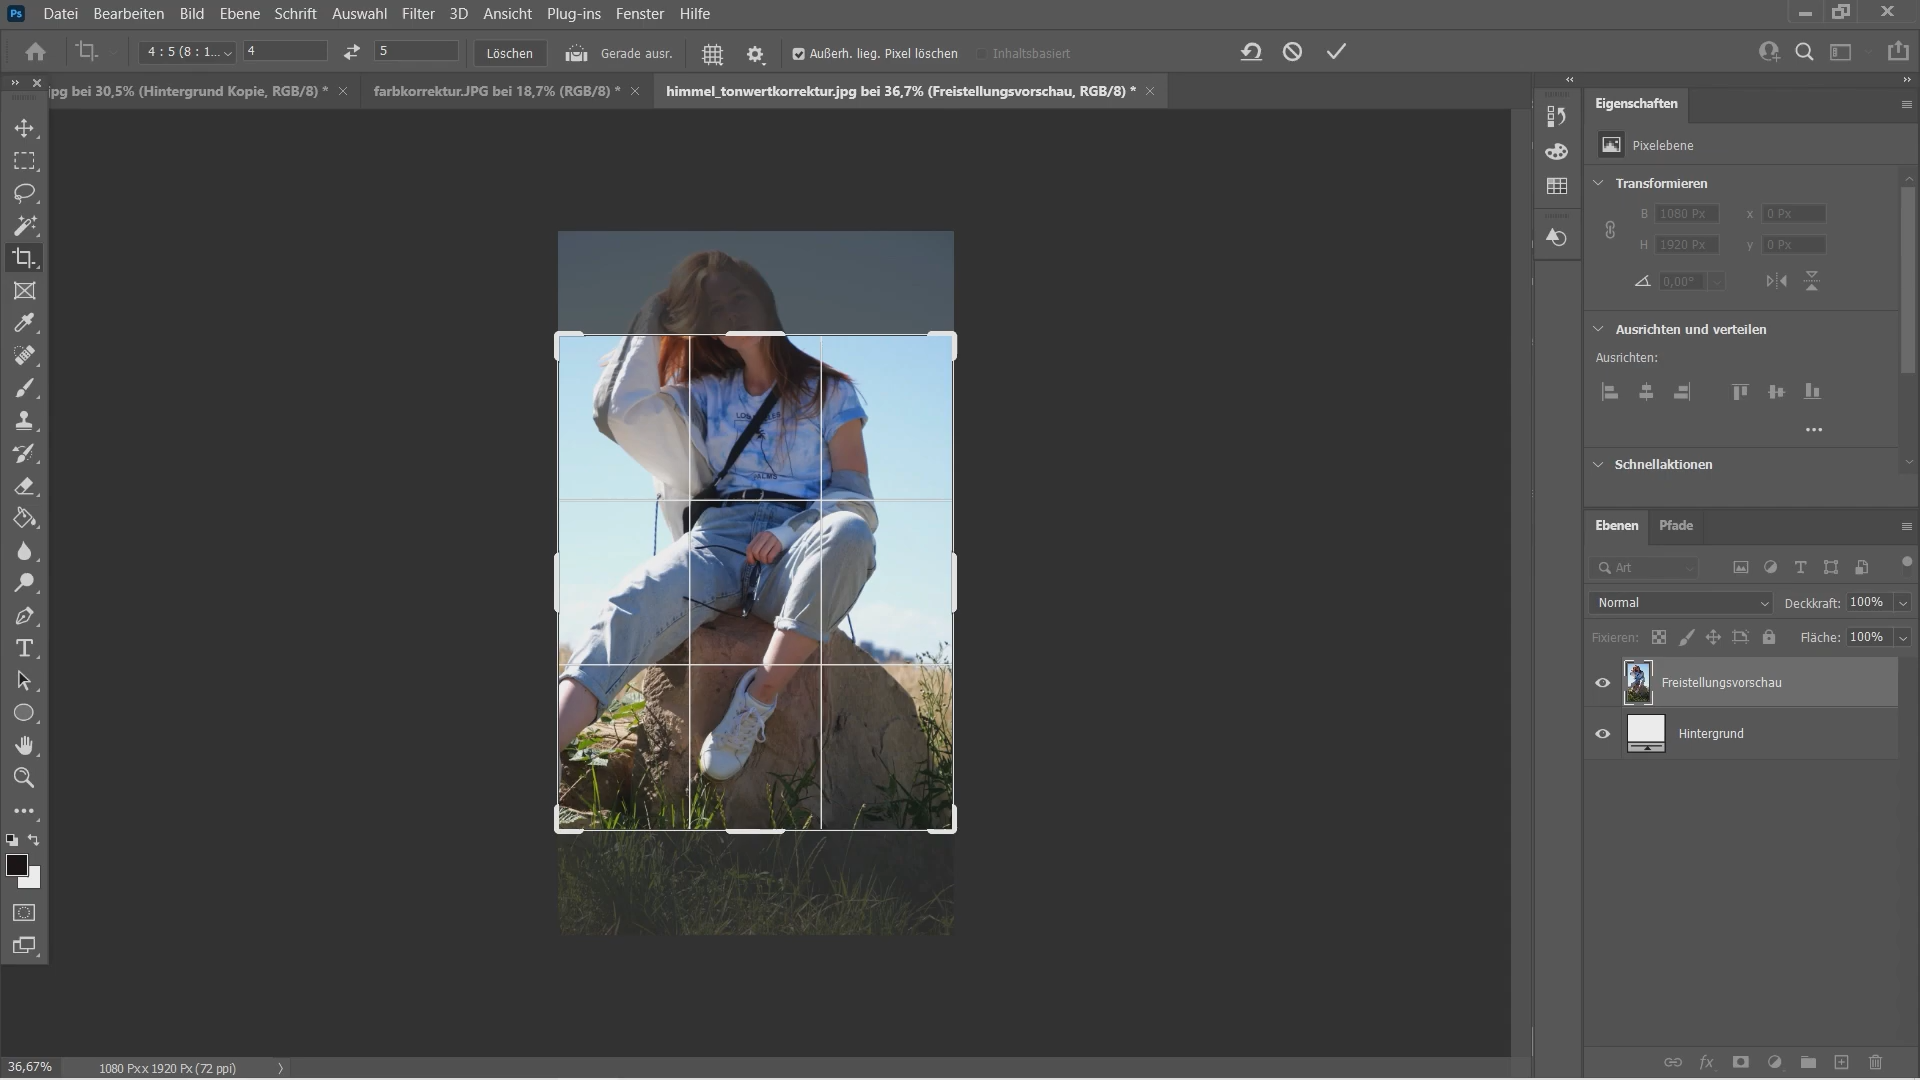 Ps Datei Bearbeiten Bild Ebene Schrift Auswahl Filter 3D Ansicht Plug-ins Fenster Hilfe
4 : 5 (8 : 1... 4 5 Löschen Gerade ausr. Außerh. lieg. Pixel löschen Inhaltsbasiert
jpg bei 30,5% (Hintergrund Kopie, RGB/8) * farbkorrektur.JPG bei 18,7% (RGB/8) * himmel_tonwertkorrektur.jpg bei 36,7% (Freistellungsvorschau, RGB/8) *
Eigenschaften
Pixelebene
Transformieren
B 1080 Px x 0 Px
H 1920 Px y 0 Px
0,00°
Ausrichten und verteilen
Ausrichten:
Schnellaktionen
Ebenen Pfade
Art
Normal Deckkraft: 100%
Fixieren: Fläche: 100%
Freistellungsvorschau
Hintergrund
fx
36,67% 1080 Px x 1920 Px (72 ppi)